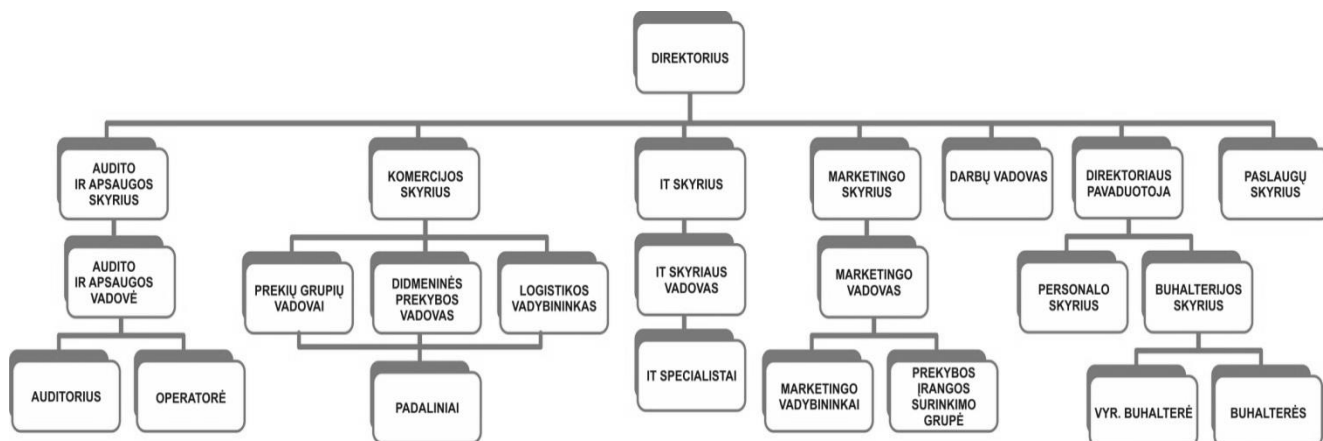 DIREKTORIUS
AUDITO
IR APSAUGOS
SKYRIUS
KOMERCIJOS
SKYRIUS
IT SKYRIUS
MARKETINGO
SKYRIUS
DARBŲ VADOVAS
DIREKTORIAUS
PAVADUOTOJA
PASLAUGŲ
SKYRIUS
AUDITO
IR APSAUGOS
VADOVĖ
PREKIŲ GRUPIŲ
VADOVAI
DIDMENINĖS
PREKYBOS
VADOVAS
LOGISTIKOS
VADYBININKAS
IT SKYRIAUS
VADOVAS
MARKETINGO
VADOVAS
PERSONALO
SKYRIUS
BUHALTERIJOS
SKYRIUS
AUDITORIUS
OPERATORĖ
PADALINIAI
IT SPECIALISTAI
MARKETINGO
VADYBININKAI
PREKYBOS
ĮRANGOS
SURINKIMO
GRUPĖ
VYR. BUHALTERĖ
BUHALTERĖS